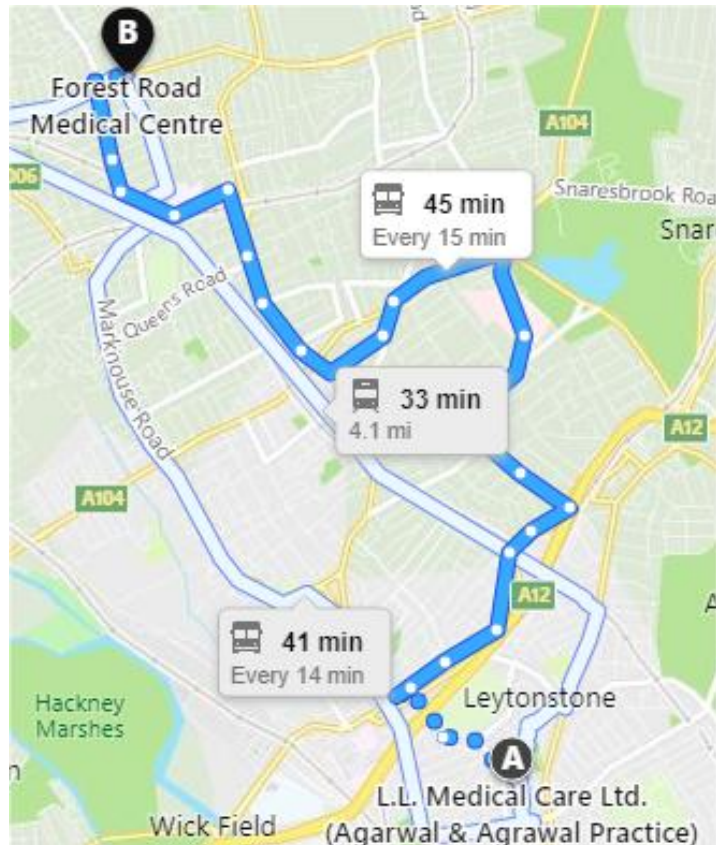 B
Forest Road
Medical Centre
A104
006
Snaresbrook Roa
Snar
45 min
Every 15 min
Queens Road
Marknouse Road
33 min
4.1 mi
A12
A104
A12
A
41 min
Every 14 min
Hackney
Marshes
Leytonstone
n
A
L.L. Medical Care Ltd.
Wick Field
(Agarwal & Agrawal Practice)